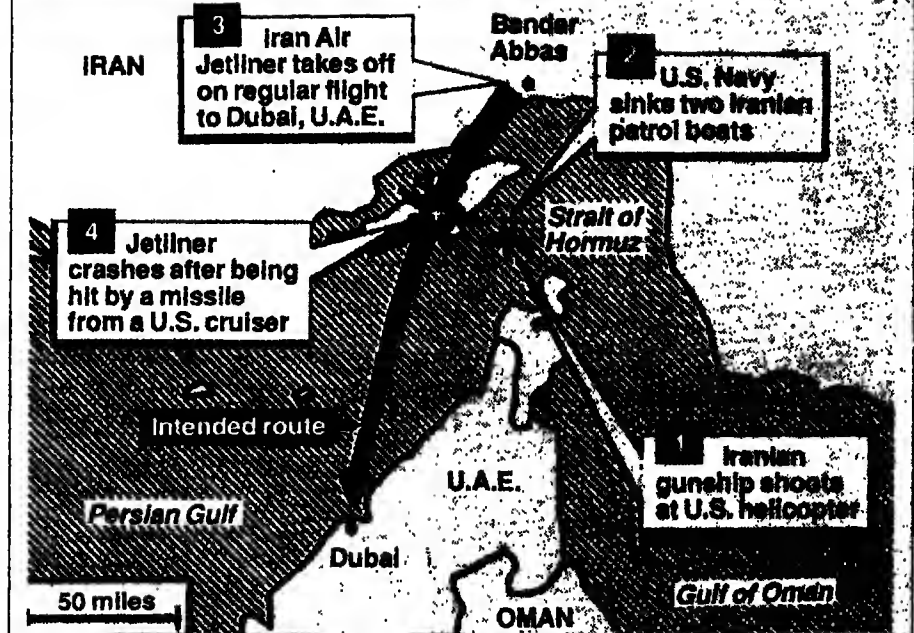 IRAN
3
Iran Air
Jetliner takes off
on regular flight
to Dubai, U.A.E.
Bandar
Abbas
2
U.S. Navy
sinks two Iranian
patrol boats
4
Jetliner
crashes after being
hit by a missile
from a U.S. cruiser
Strait of
Hormuz
Intended route
1
Iranian
gunship shoots
at U.S. helicopter
U.A.E.
Persian Gulf
Dubai
50 miles
OMAN
Gulf of Oman